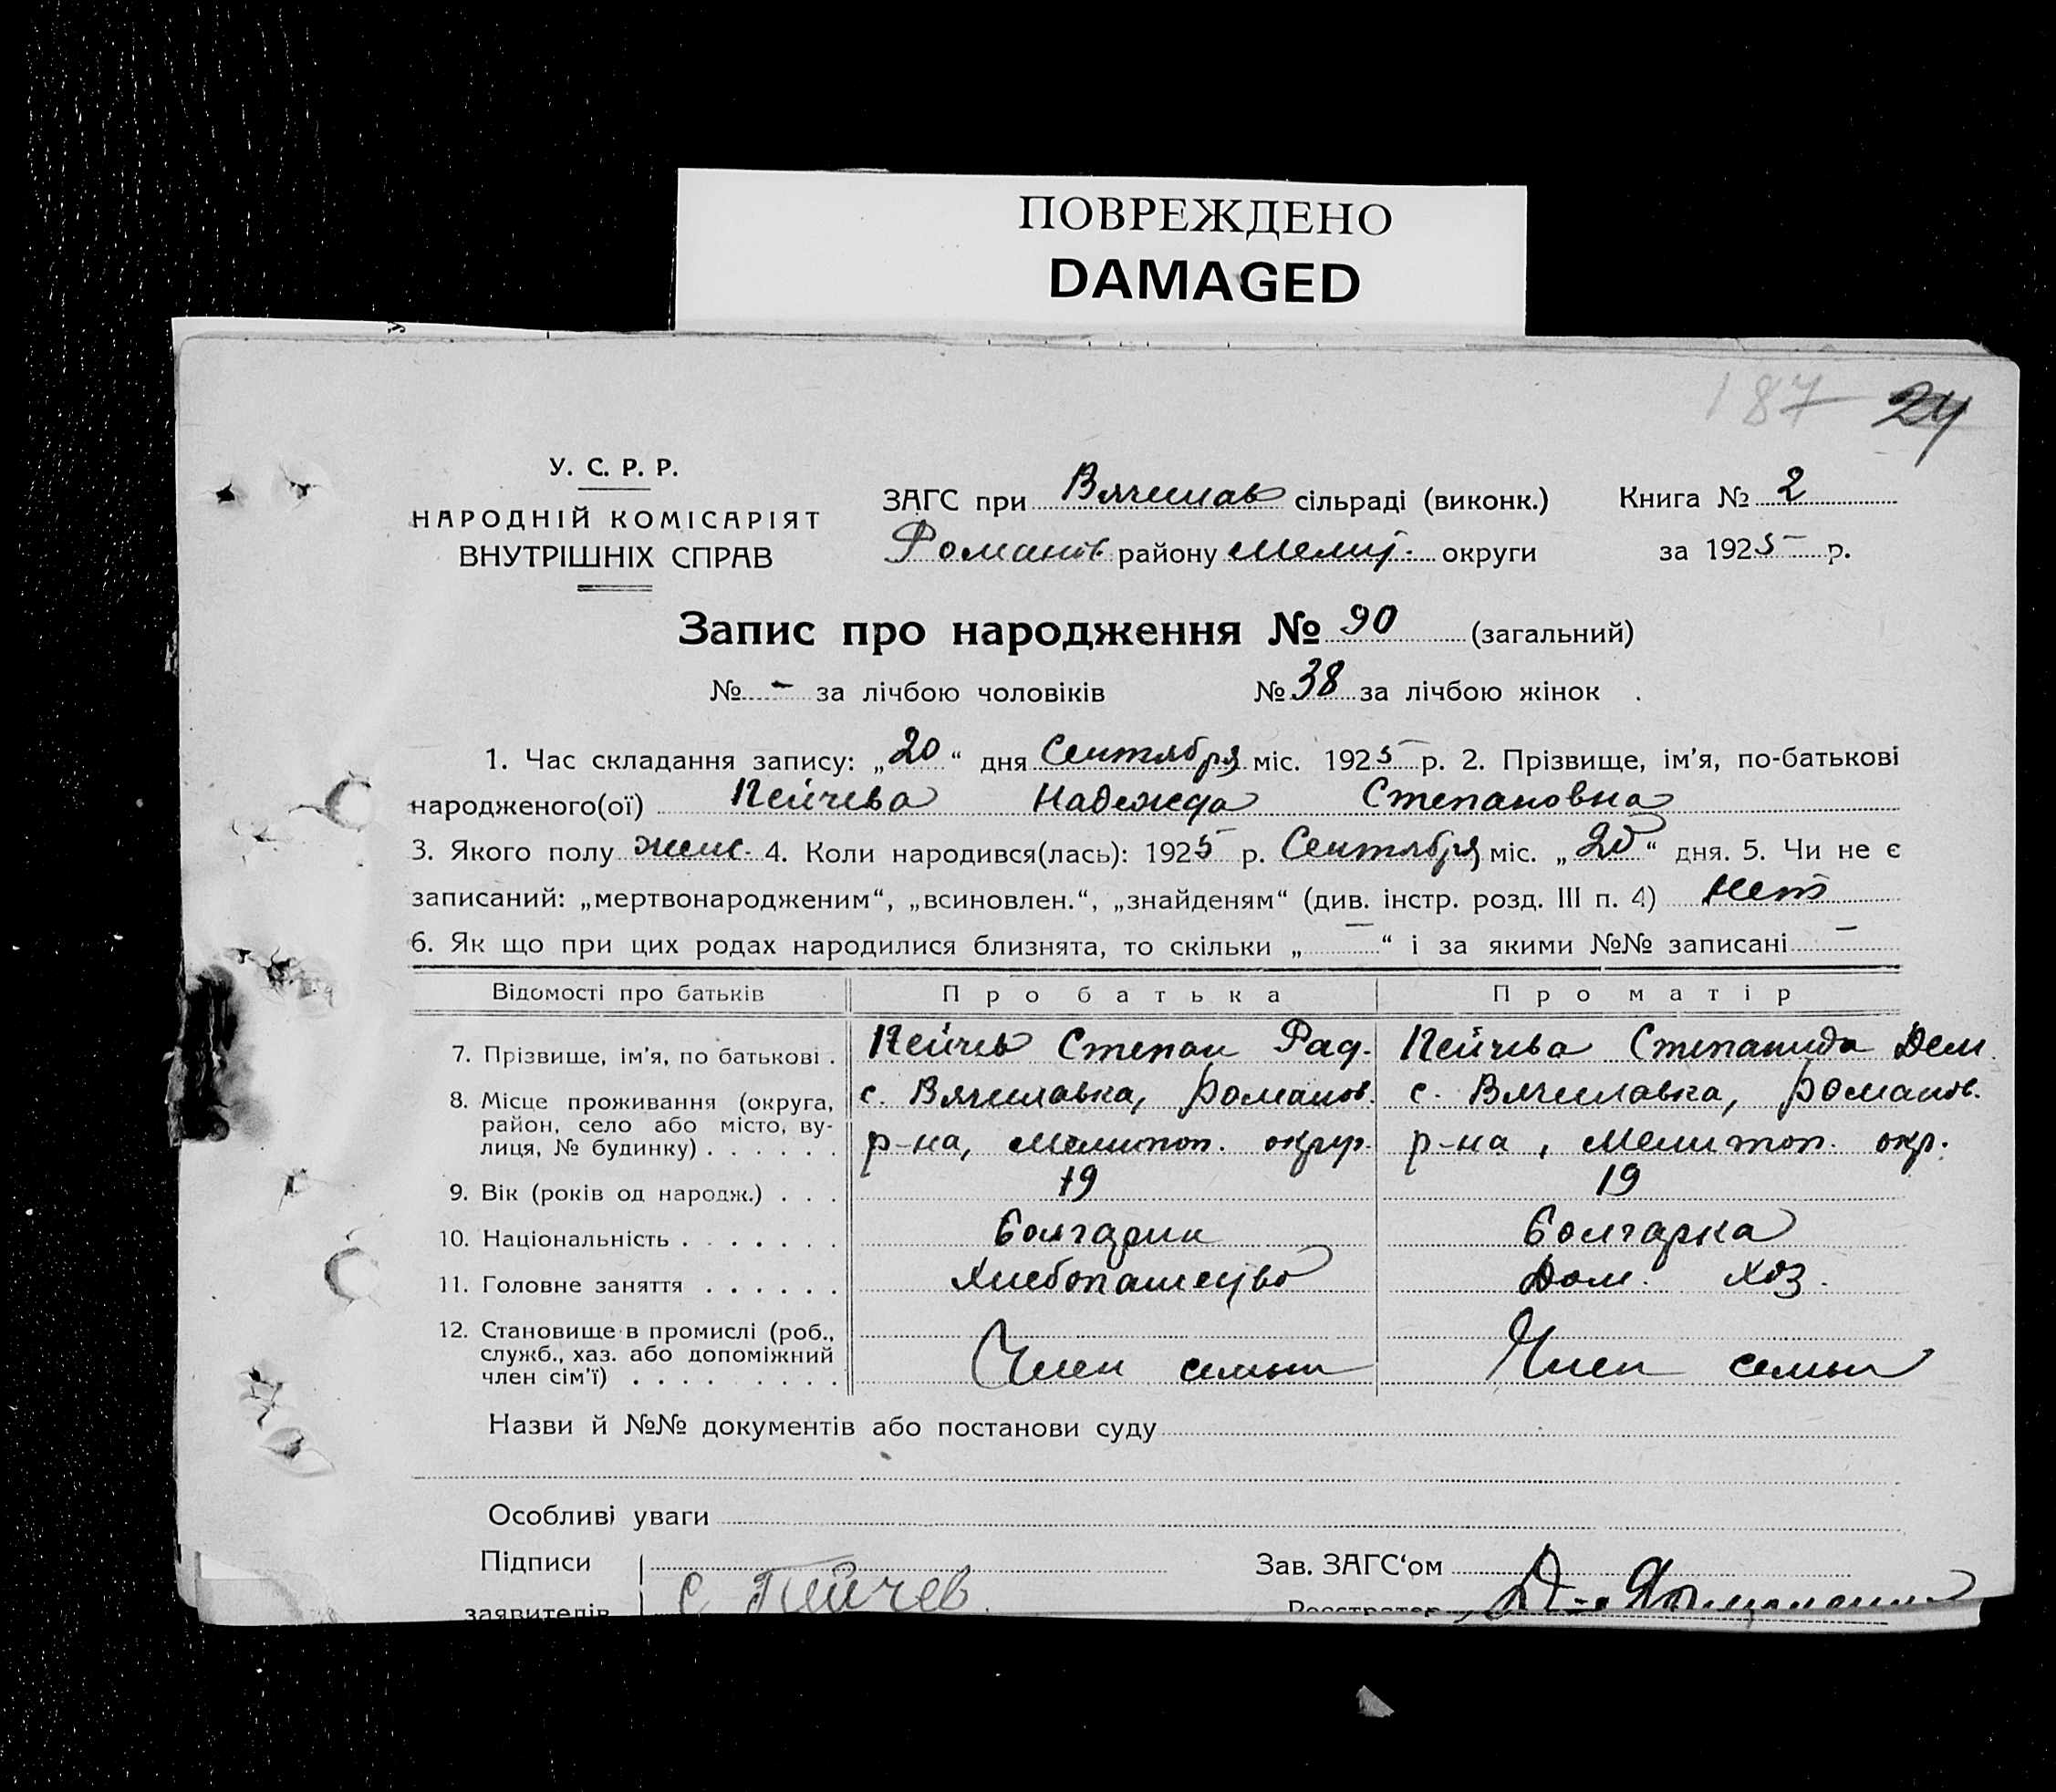 ПОВРЕЖДЕНО
DAMAGED
187 24
У. С. Р. Р.
НАРОДНІЙ КОМІСАРІЯТ
ВНУТРІШНІХ СПРАВ
ЗАГС при Вячеслав сільраді (виконк.) Книга № 2
Романов району Мелит. округи за 1925 р.
Запис про народження № 90 (загальний)
№ - за лічбою чоловіків № 38 за лічбою жінок
1. Час складання запису: „20“ дня Сентября міс. 1925 р. 2. Прізвище, ім'я, по-батькові
народженого(ої) Пейчева Надежда Степановна
3. Якого полу женс. 4. Коли народився(лась): 1925 р. Сентября міс. „20“ дня. 5. Чи не є
записаний: „мертвонародженим“, „всиновлен.“, „знайденям“ (див. інстр. розд. III п. 4) Нет
6. Як що при цих родах народилися близнята, то скільки „ — “ і за якими №№ записані —
Відомості про батьків Про батька Про матір
7. Прізвище, ім'я, по батькові . Пейчев Степан Рад. Пейчева Степанида Дем.
8. Місце проживання (округа, с. Вячеславка, Романов. с. Вячеславка, Романов.
район, село або місто, ву-
лиця, № будинку) . . . . . . р-на, Мелитоп. округ. р-на, Мелитоп. окр.
9. Вік (років од народж.) . . . 19 19
10. Національність . . . . . . . Болгарин Болгарка
11. Головне заняття . . . . . . Хлебопашество Дом. хоз.
12. Становище в промислі (роб.,
служб., хаз. або допоміжний
член сім'ї) . . . . . . . . . Член семьи Член семьи
Назви й №№ документів або постанови суду
Особливі уваги
Підписи Зав. ЗАГС‘ом
заявителів С. Пейчев. Реєстратор